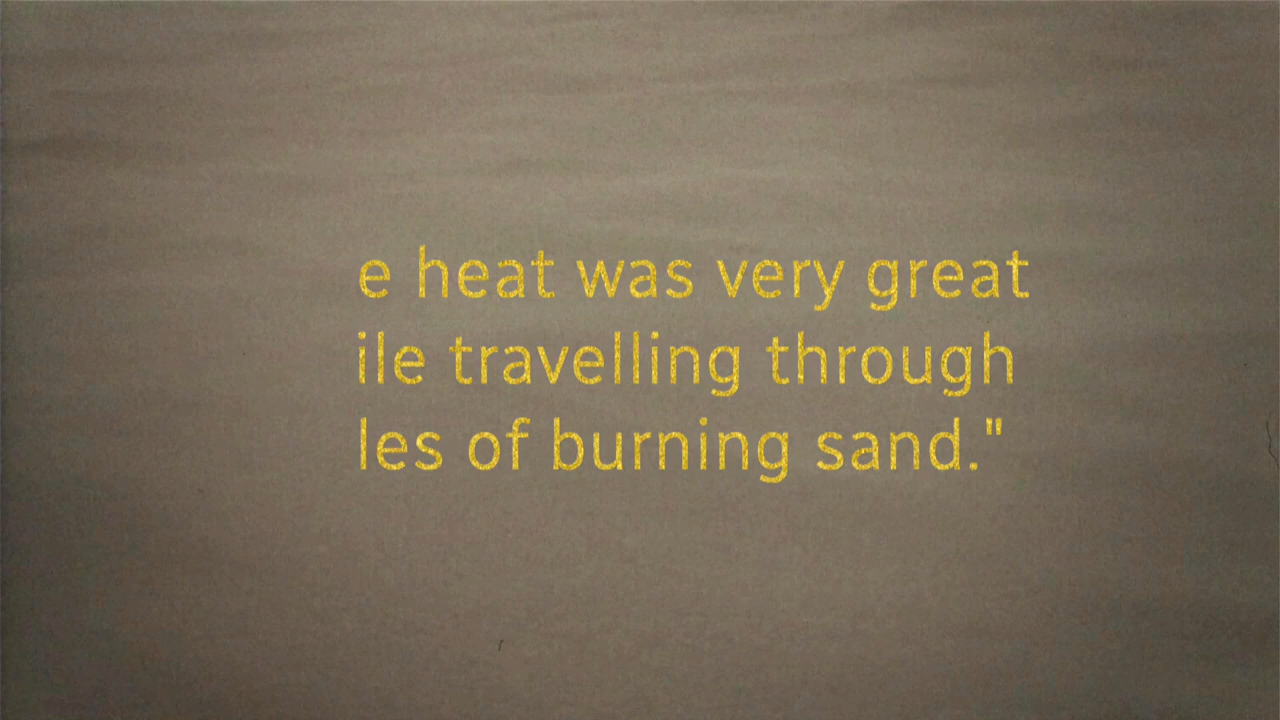 e heat was very great
ile travelling through
les of burning sand."